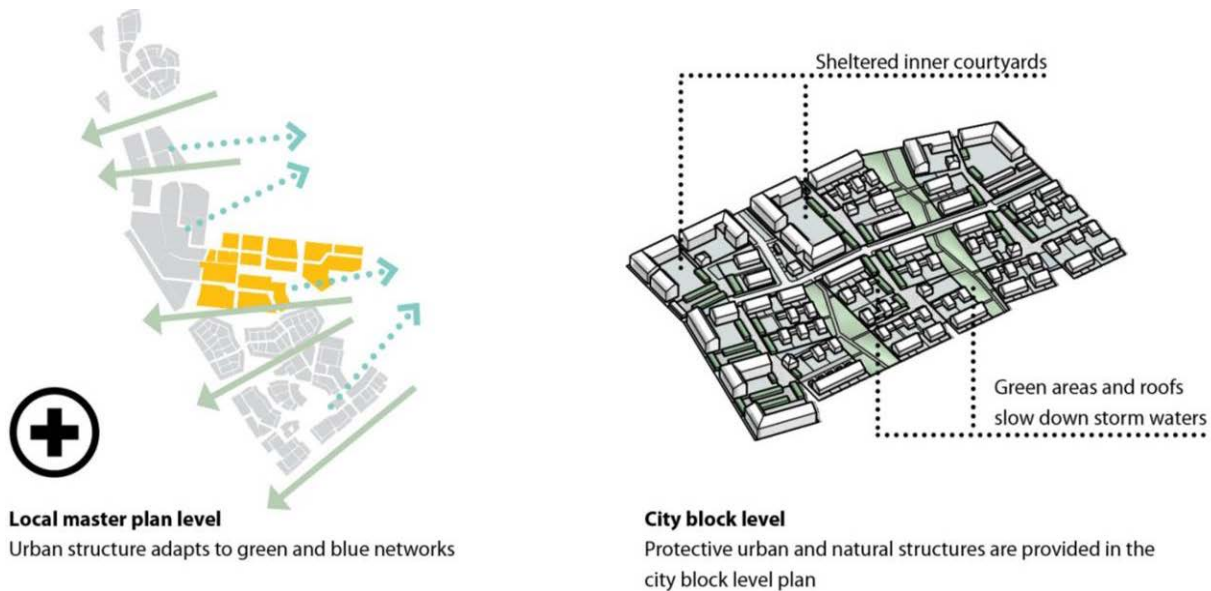 Sheltered inner courtyards
Green areas and roofs
slow down storm waters
Local master plan level
Urban structure adapts to green and blue networks
City block level
Protective urban and natural structures are provided in the
city block level plan